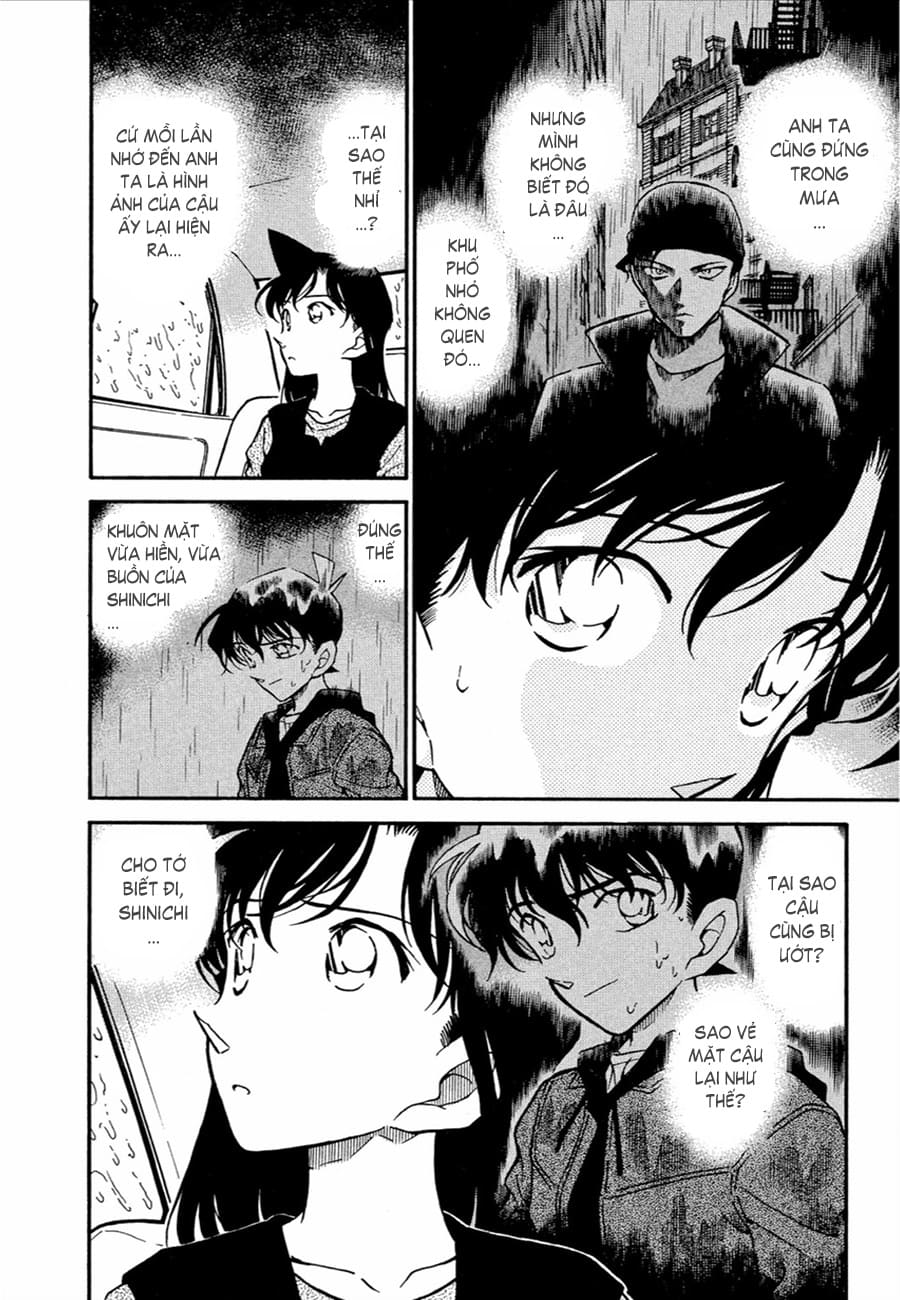 ANH TA
CŨNG ĐỨNG
TRONG
MƯA
...
NHƯNG
MÌNH
KHÔNG
BIẾT ĐÓ
LÀ ĐÂU
...
KHU
PHỐ
NHỎ
KHÔNG
QUEN
ĐÓ...
...TẠI
SAO
THẾ
NHỈ
...?
CỨ MỖI LẦN
NHỚ ĐẾN ANH
TA LÀ HÌNH
ẢNH CỦA CẬU
ẤY LẠI HIỆN
RA...
ĐÚNG
THẾ
...
KHUÔN MẶT
VỪA HIỀN, VỪA
BUỒN CỦA
SHINICHI
...
TẠI SAO
CẬU
CŨNG BỊ
ƯỚT?
SAO VẺ
MẶT CẬU
LẠI NHƯ
THẾ?
CHO TỚ
BIẾT ĐI,
SHINICHI
...